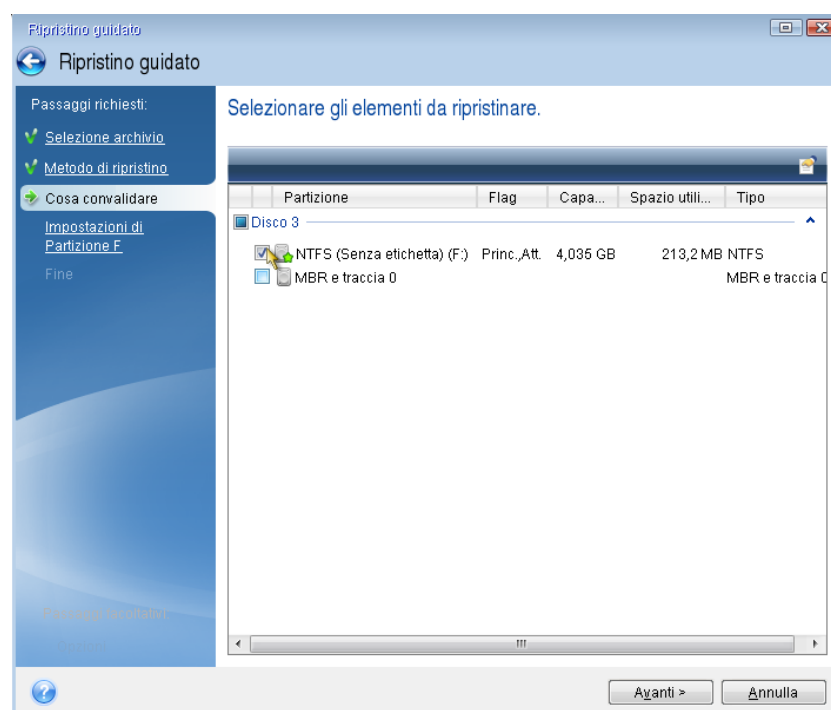 Ripristino guidato
Ripristino guidato
Passaggi richiesti:
Selezione archivio
Metodo di ripristino
Cosa convalidare
Impostazioni di
Partizione F
Fine
Selezionare gli elementi da ripristinare.
Partizione Flag Capa... Spazio utili... Tipo
Disco 3
NTFS (Senza etichetta) (F:) Princ.,Att. 4,035 GB 213,2 MB NTFS
MBR e traccia 0 MBR e traccia 0
Avanti > Annulla